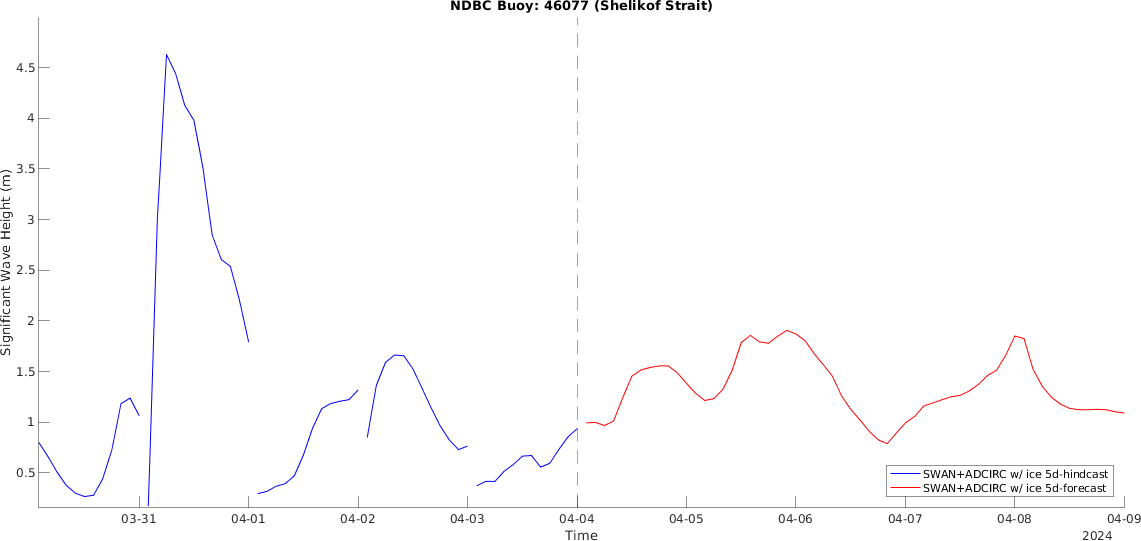 NDBC Buoy: 46077 (Shelikof Strait)
Significant Wave Height (m)
4.5
4
3.5
3
2.5
2
1.5
1
0.5
SWAN+ADCIRC w/ ice 5d-hindcast
SWAN+ADCIRC w/ ice 5d-forecast
03-31 04-01 04-02 04-03 04-04 04-05 04-06 04-07 04-08 04-09
Time
2024